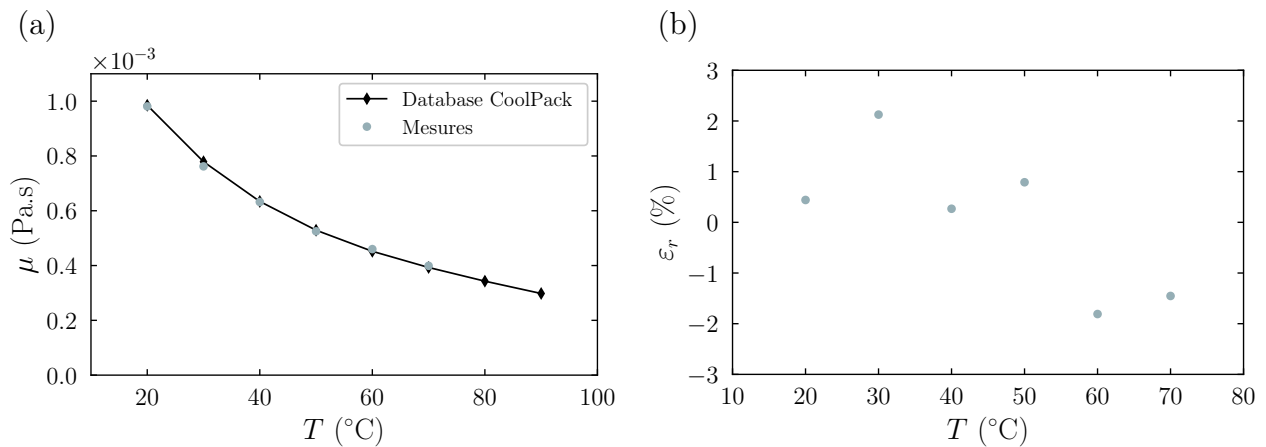 (a)
×10⁻³
1.0
0.8
0.6
0.4
0.2
0.0
μ (Pa.s)
Database CoolPack
Mesures
20 40 60 80 100
T (°C)
(b)
3
2
1
0
−1
−2
−3
εᵣ (%)
10 20 30 40 50 60 70 80
T (°C)